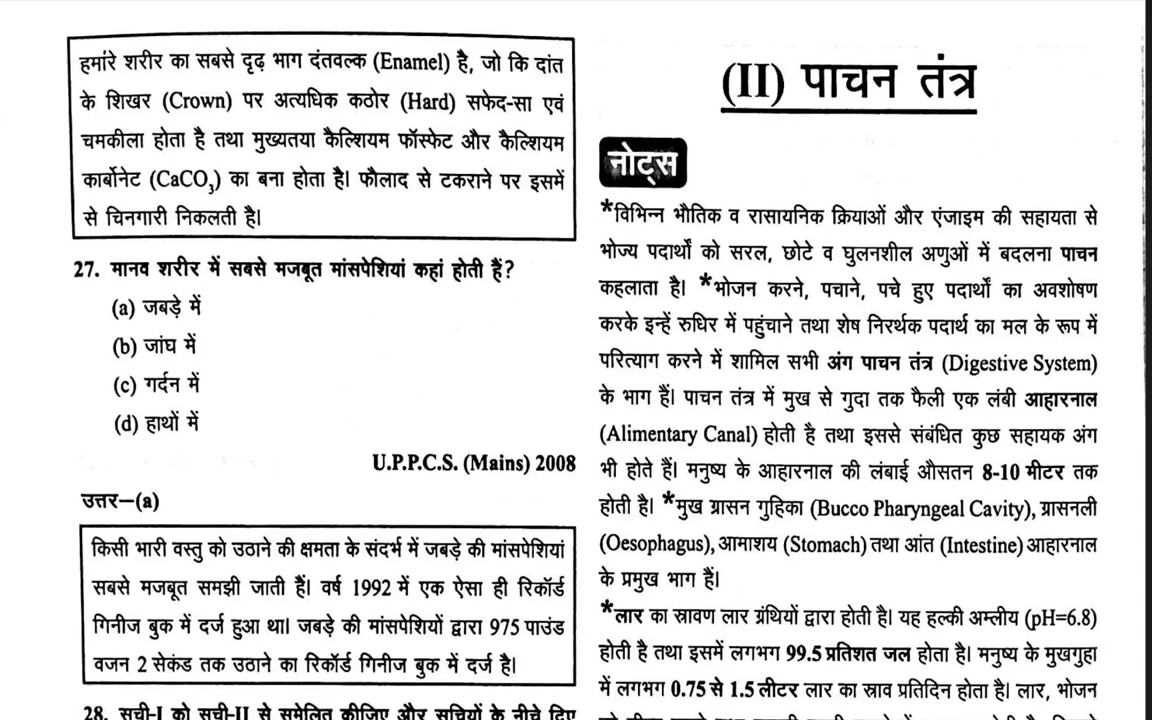 हमारे शरीर का सबसे दृढ़ भाग दंतवल्क (Enamel) है, जो कि दांत
के शिखर (Crown) पर अत्यधिक कठोर (Hard) सफेद-सा एवं
चमकीला होता है तथा मुख्यतया कैल्शियम फॉस्फेट और कैल्शियम
कार्बोनेट (CaCO₃) का बना होता है। फौलाद से टकराने पर इसमें
से चिनगारी निकलती है।
27. मानव शरीर में सबसे मजबूत मांसपेशियां कहां होती हैं?
(a) जबड़े में
(b) जांघ में
(c) गर्दन में
(d) हाथों में
U.P.P.C.S. (Mains) 2008
उत्तर–(a)
किसी भारी वस्तु को उठाने की क्षमता के संदर्भ में जबड़े की मांसपेशियां
सबसे मजबूत समझी जाती हैं। वर्ष 1992 में एक ऐसा ही रिकॉर्ड
गिनीज बुक में दर्ज हुआ था। जबड़े की मांसपेशियों द्वारा 975 पाउंड
वजन 2 सेकंड तक उठाने का रिकॉर्ड गिनीज बुक में दर्ज है।
28. सूची-I को सूची-II से सुमेलित कीजिए और सूचियों के नीचे दिए
(II) पाचन तंत्र
नोट्स
*विभिन्न भौतिक व रासायनिक क्रियाओं और एंजाइम की सहायता से
भोज्य पदार्थों को सरल, छोटे व घुलनशील अणुओं में बदलना पाचन
कहलाता है। *भोजन करने, पचाने, पचे हुए पदार्थों का अवशोषण
करके इन्हें रुधिर में पहुंचाने तथा शेष निरर्थक पदार्थ का मल के रूप में
परित्याग करने में शामिल सभी अंग पाचन तंत्र (Digestive System)
के भाग हैं। पाचन तंत्र में मुख से गुदा तक फैली एक लंबी आहारनाल
(Alimentary Canal) होती है तथा इससे संबंधित कुछ सहायक अंग
भी होते हैं। मनुष्य के आहारनाल की लंबाई औसतन 8-10 मीटर तक
होती है। *मुख ग्रासन गुहिका (Bucco Pharyngeal Cavity), ग्रासनली
(Oesophagus), आमाशय (Stomach) तथा आंत (Intestine) आहारनाल
के प्रमुख भाग हैं।
*लार का स्रावण लार ग्रंथियों द्वारा होती है। यह हल्की अम्लीय (pH=6.8)
होती है तथा इसमें लगभग 99.5 प्रतिशत जल होता है। मनुष्य के मुखगुहा
में लगभग 0.75 से 1.5 लीटर लार का स्राव प्रतिदिन होता है। लार, भोजन